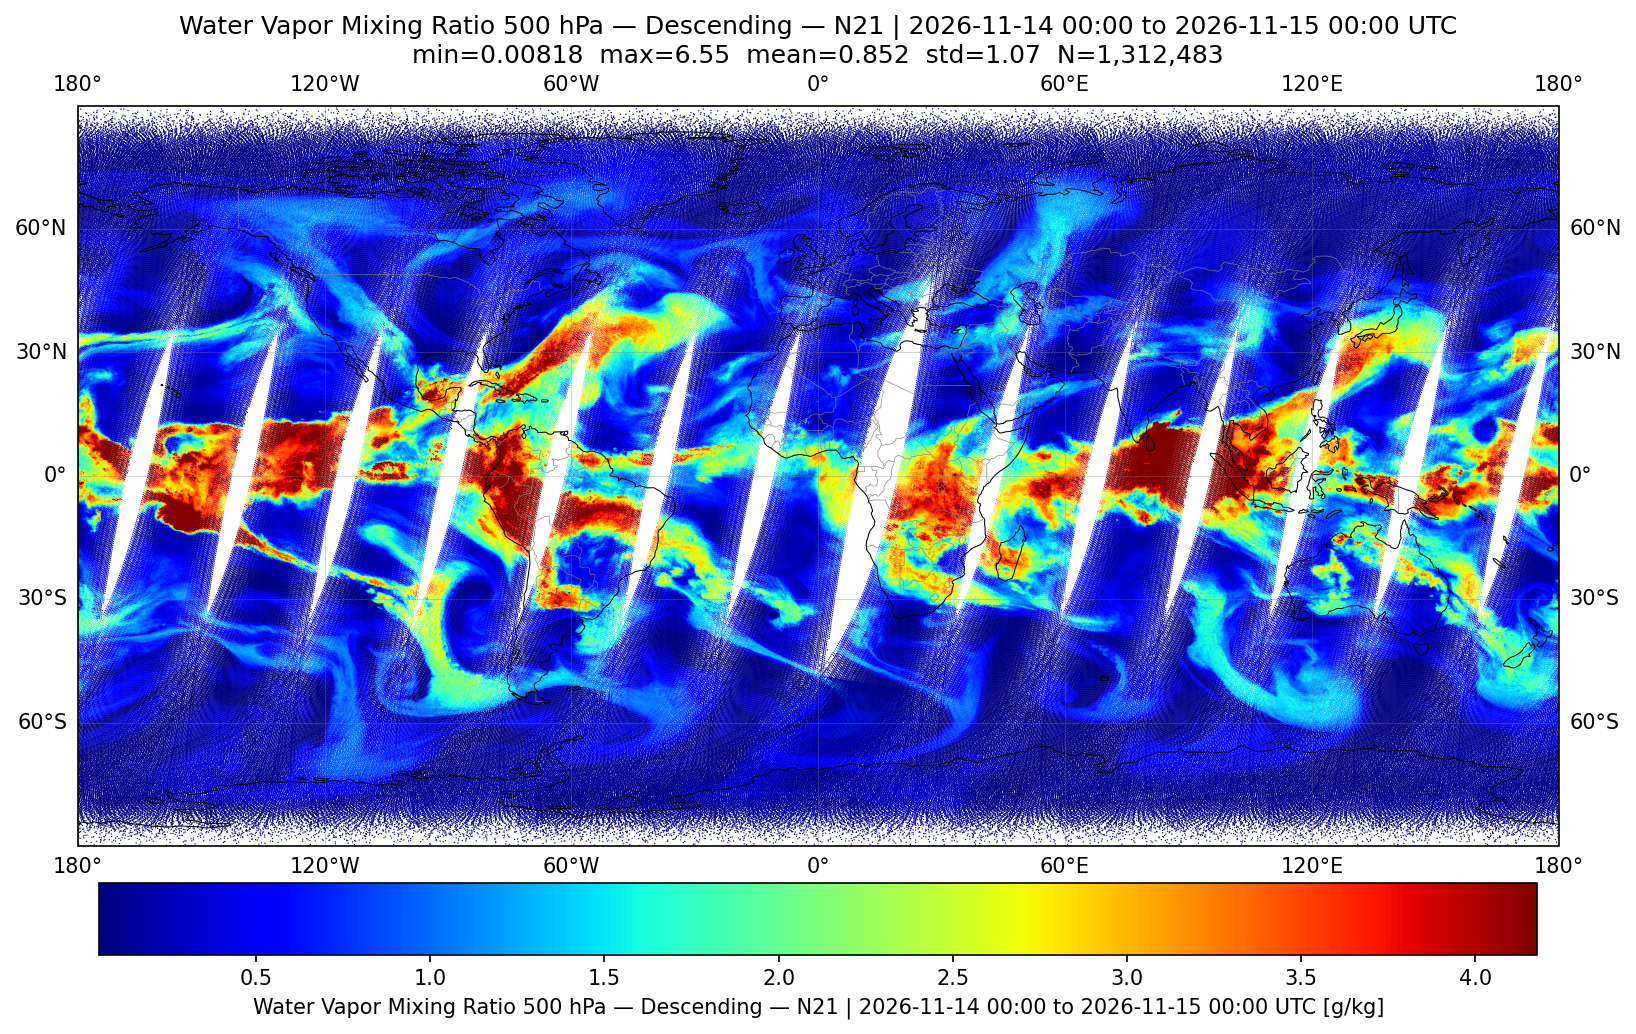 Water Vapor Mixing Ratio 500 hPa — Descending — N21 | 2026-11-14 00:00 to 2026-11-15 00:00 UTC
min=0.00818 max=6.55 mean=0.852 std=1.07 N=1,312,483
180° 120°W 60°W 0° 60°E 120°E 180°
60°N 60°N
30°N 30°N
0° 0°
30°S 30°S
60°S 60°S
180° 120°W 60°W 0° 60°E 120°E 180°
0.5 1.0 1.5 2.0 2.5 3.0 3.5 4.0
Water Vapor Mixing Ratio 500 hPa — Descending — N21 | 2026-11-14 00:00 to 2026-11-15 00:00 UTC [g/kg]